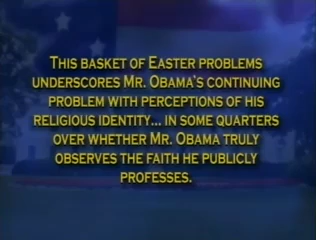 THIS BASKET OF EASTER PROBLEMS
UNDERSCORES MR. OBAMA'S CONTINUING
PROBLEM WITH PERCEPTIONS OF HIS
RELIGIOUS IDENTITY... IN SOME QUARTERS
OVER WHETHER MR. OBAMA TRULY
OBSERVES THE FAITH HE PUBLICLY
PROFESSES.